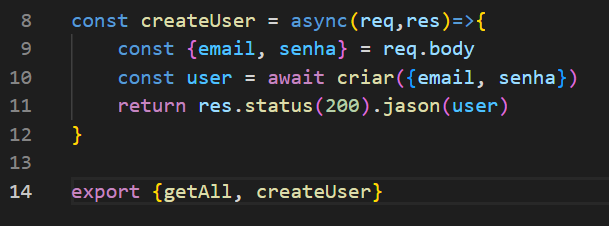 8 const createUser = async(req,res)=>{
9     const {email, senha} = req.body
10     const user = await criar({email, senha})
11     return res.status(200).jason(user)
12 }
13
14 export {getAll, createUser}